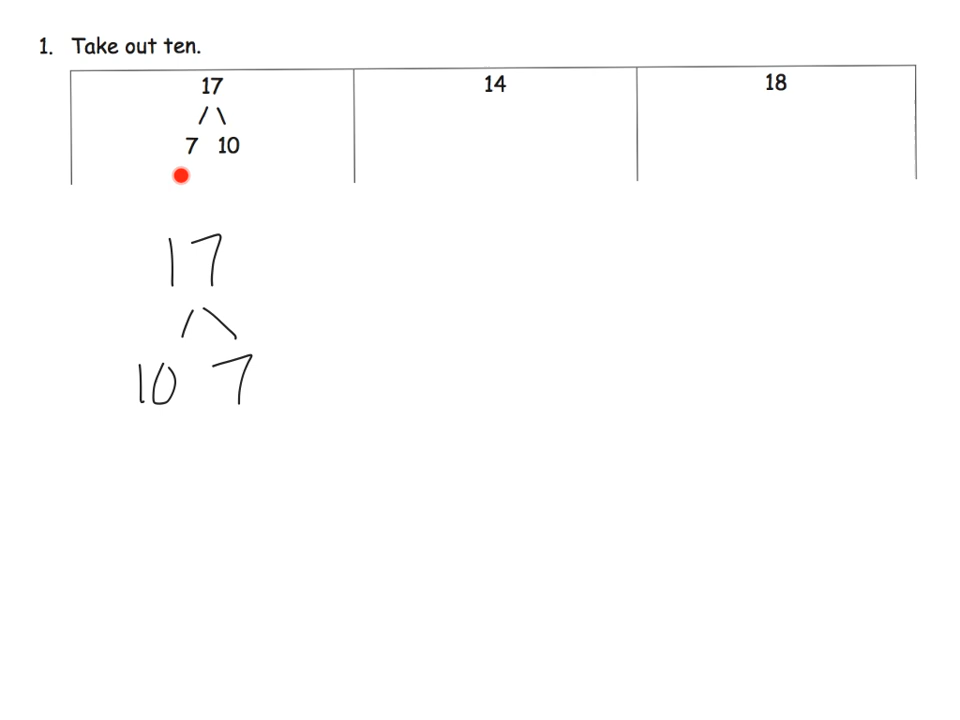 1. Take out ten.
17 14 18
/ \
7 10
17
/ \
10 7